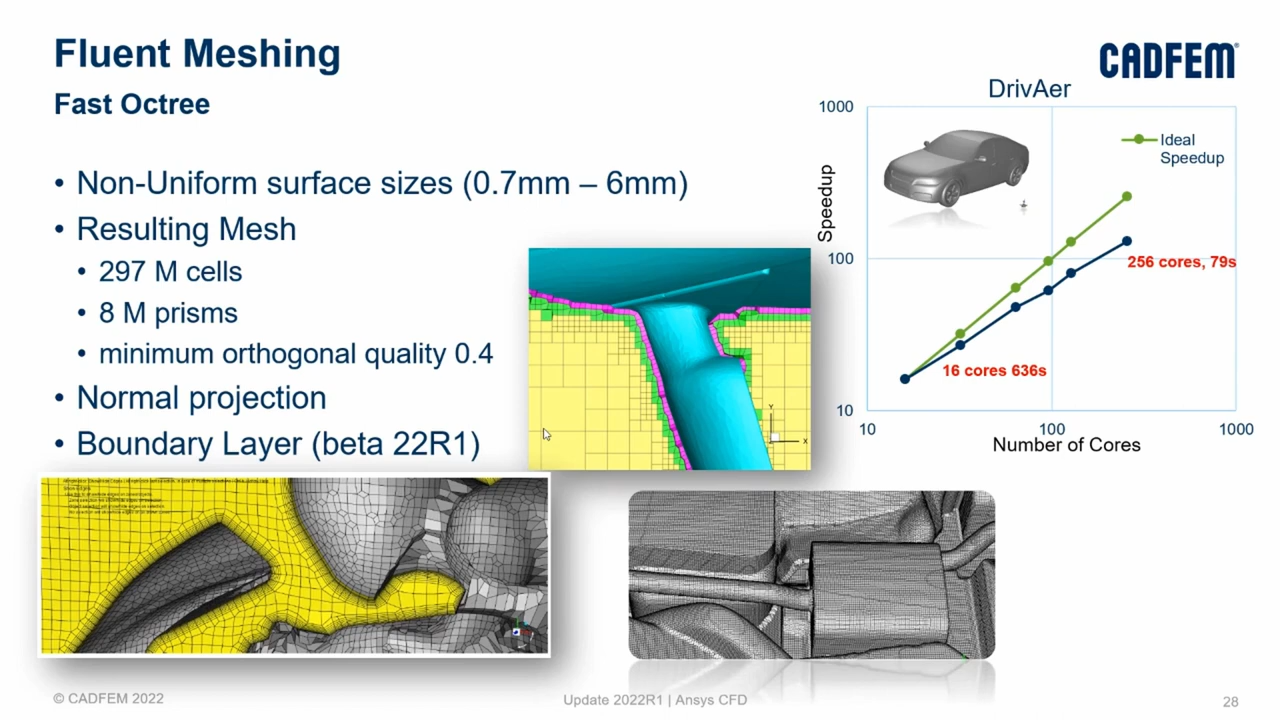 Fluent Meshing
Fast Octree
CADFEM
• Non-Uniform surface sizes (0.7mm – 6mm)
• Resulting Mesh
• 297 M cells
• 8 M prisms
• minimum orthogonal quality 0.4
• Normal projection
• Boundary Layer (beta 22R1)
DrivAer
1000
100
10
Speedup
Ideal
Speedup
256 cores, 79s
16 cores 636s
10
100
1000
Number of Cores
Y
X
© CADFEM 2022
Update 2022R1 | Ansys CFD
28